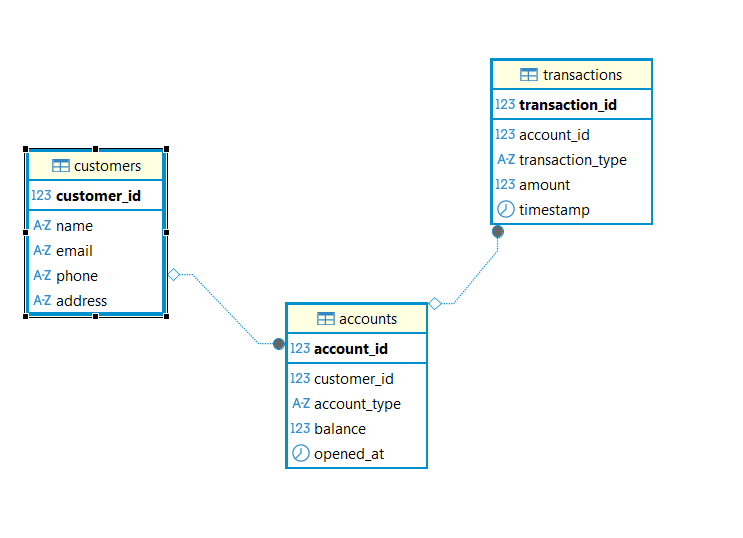 customers
123 customer_id
A-Z name
A-Z email
A-Z phone
A-Z address
accounts
123 account_id
123 customer_id
A-Z account_type
123 balance
opened_at
transactions
123 transaction_id
123 account_id
A-Z transaction_type
123 amount
timestamp